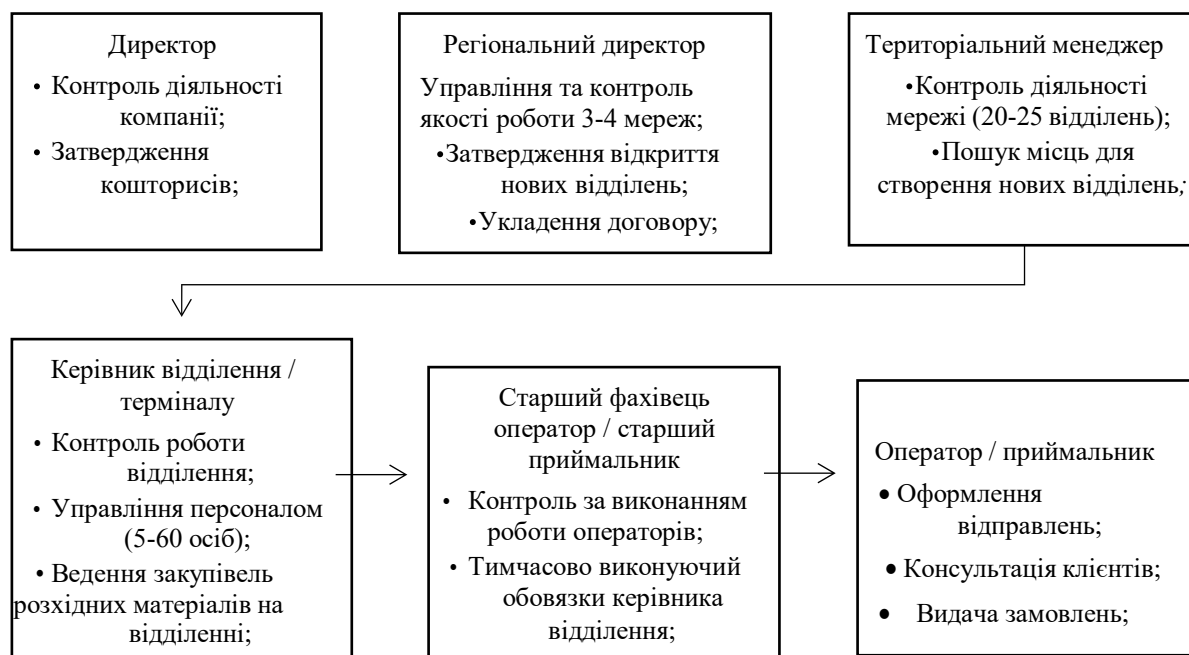 Директор
• Контроль діяльності
компанії;
• Затвердження
кошторисів;
Регіональний директор
Управління та контроль
якості роботи 3-4 мереж;
•Затвердження відкриття
нових відділень;
•Укладення договору;
Територіальний менеджер
•Контроль діяльності
мережі (20-25 відділень);
•Пошук місць для
створення нових відділень;
Керівник відділення /
терміналу
• Контроль роботи
відділення;
• Управління персоналом
(5-60 осіб);
• Ведення закупівель
розхідних матеріалів на
відділенні;
Старший фахівець
оператор / старший
приймальник
• Контроль за виконанням
роботи операторів;
• Тимчасово виконуючий
обовязки керівника
відділення;
Оператор / приймальник
• Оформлення
відправлень;
• Консультація клієнтів;
• Видача замовлень;